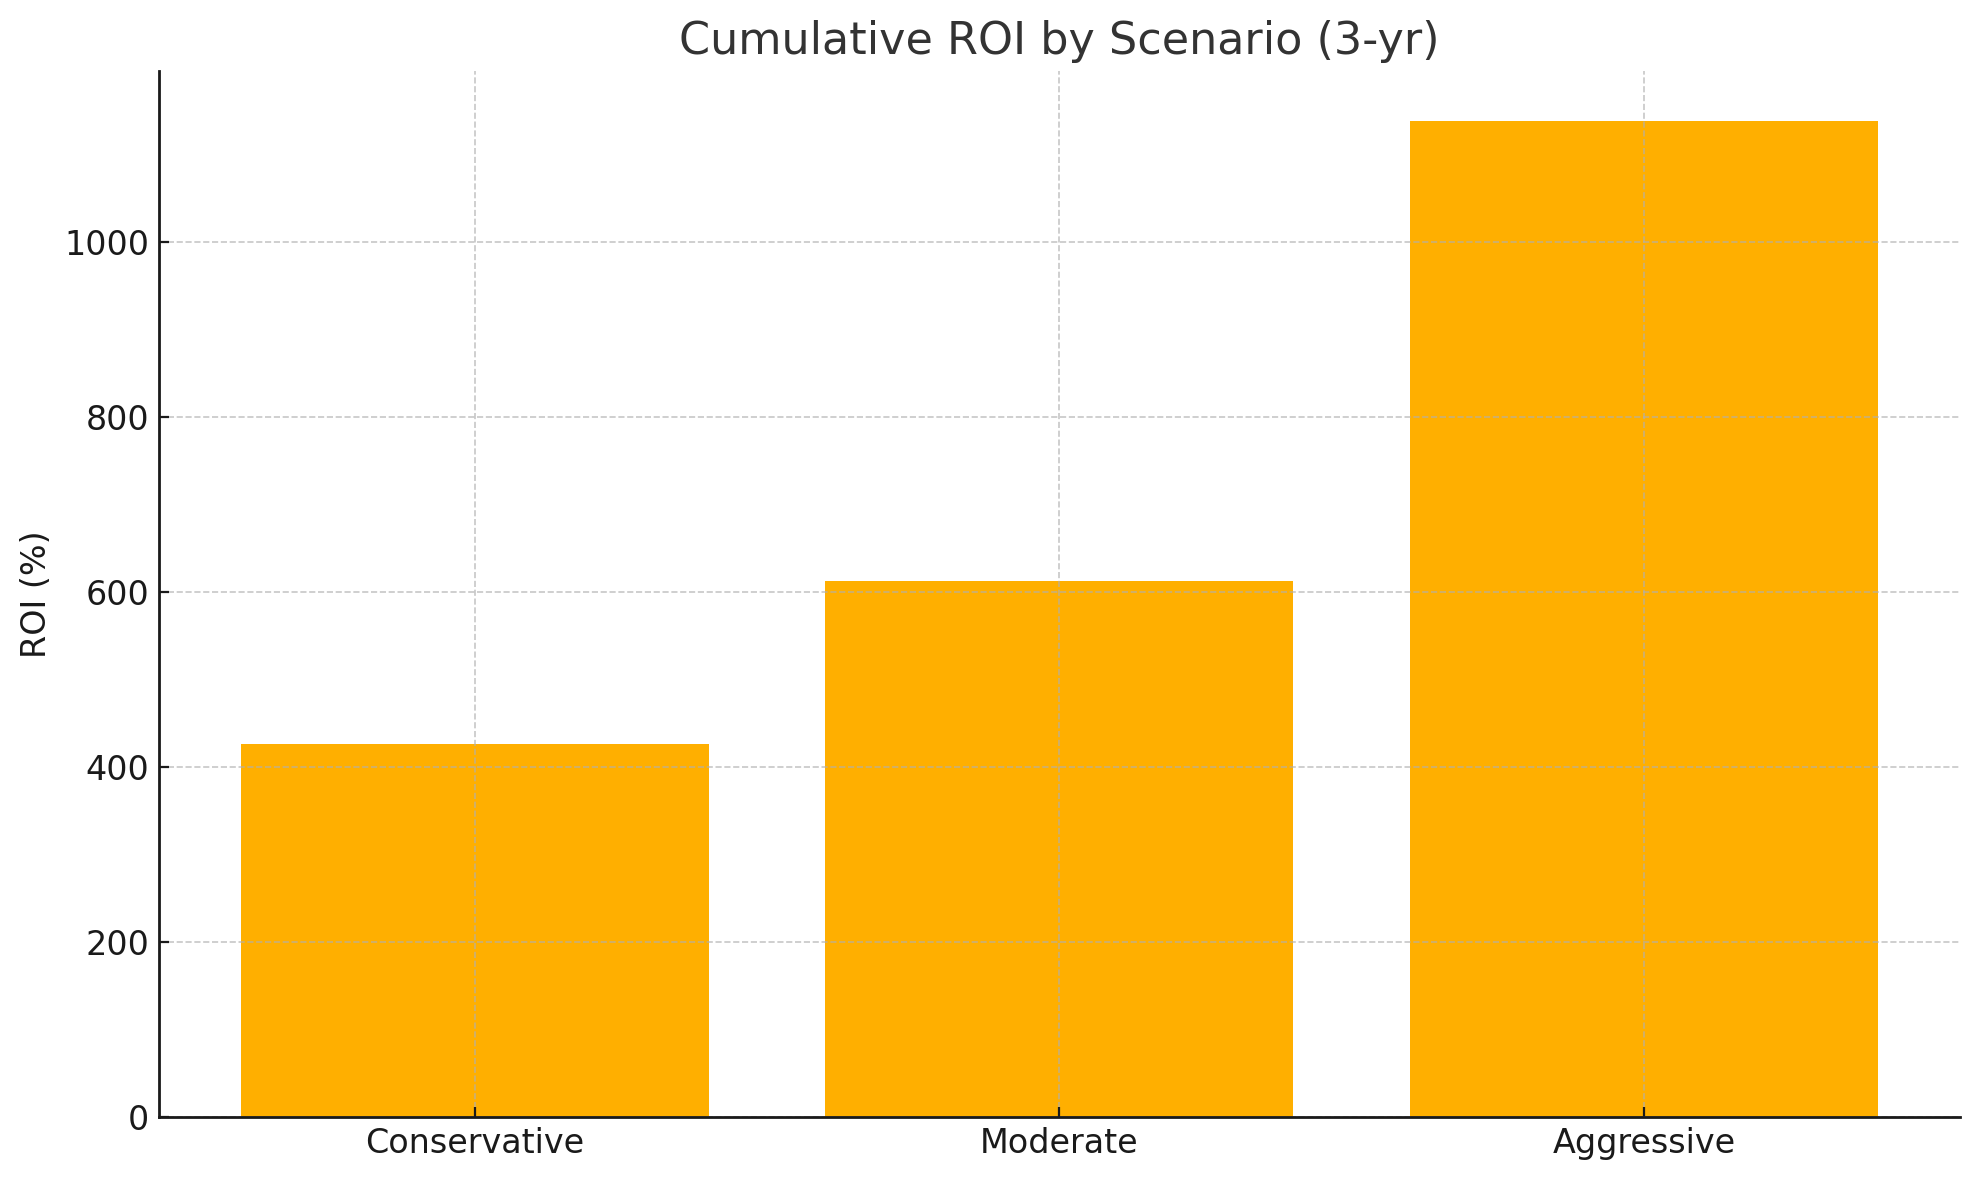 Cumulative ROI by Scenario (3-yr)
1000
800
600
400
200
0
ROI (%)
Conservative
Moderate
Aggressive